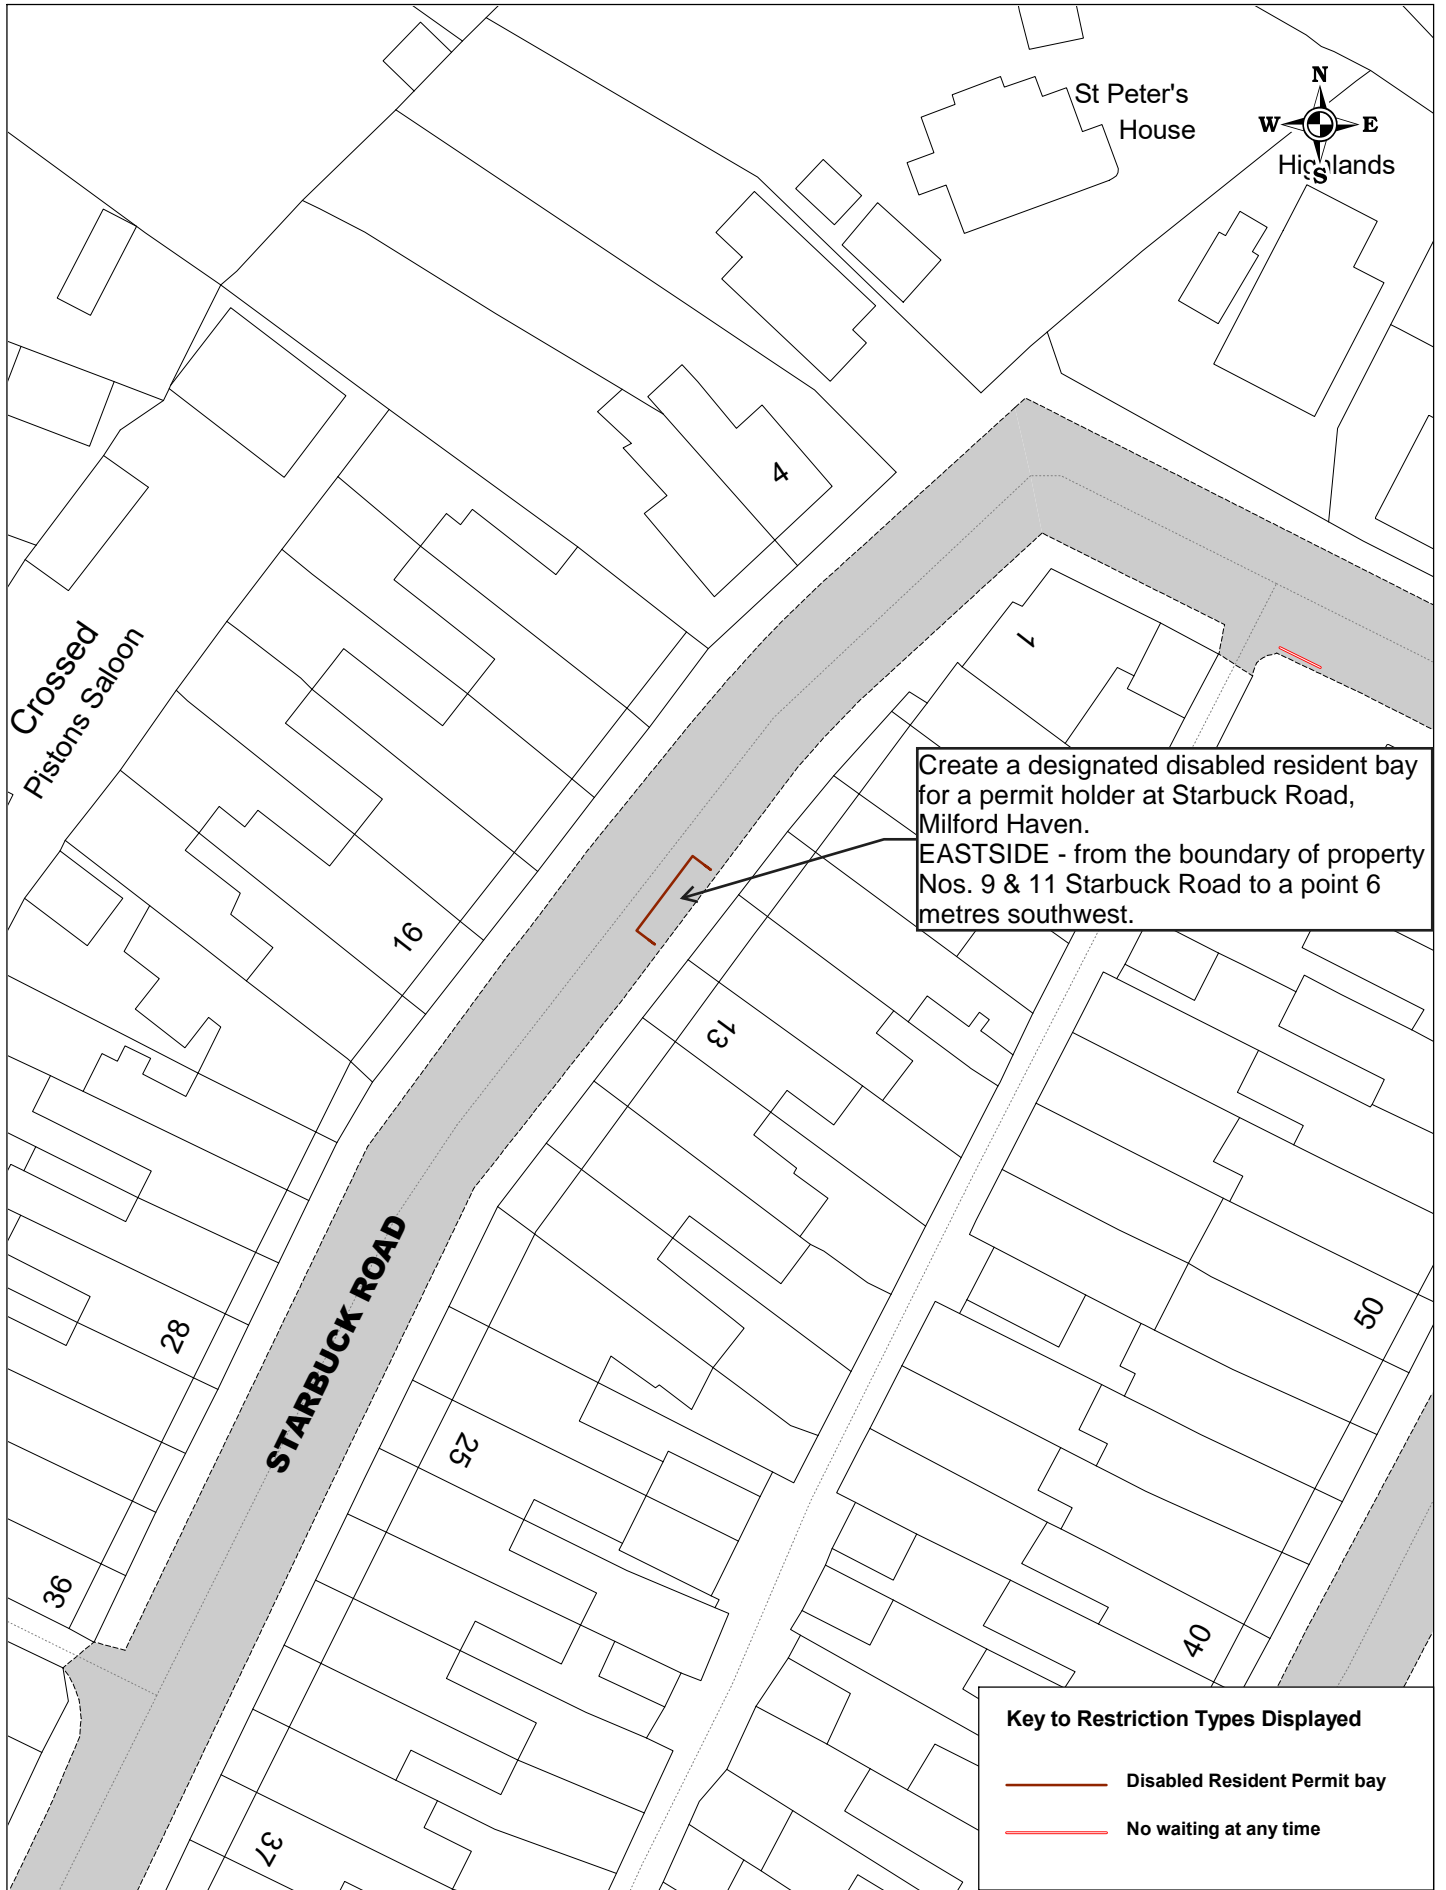 St Peter's
House
N
W E
S
Highlands
4
1
Crossed
Pistons Saloon
Create a designated disabled resident bay
for a permit holder at Starbuck Road,
Milford Haven.
EASTSIDE - from the boundary of property
Nos. 9 & 11 Starbuck Road to a point 6
metres southwest.
16
13
STARBUCK ROAD
28
50
25
36
40
37
Key to Restriction Types Displayed
Disabled Resident Permit bay
No waiting at any time